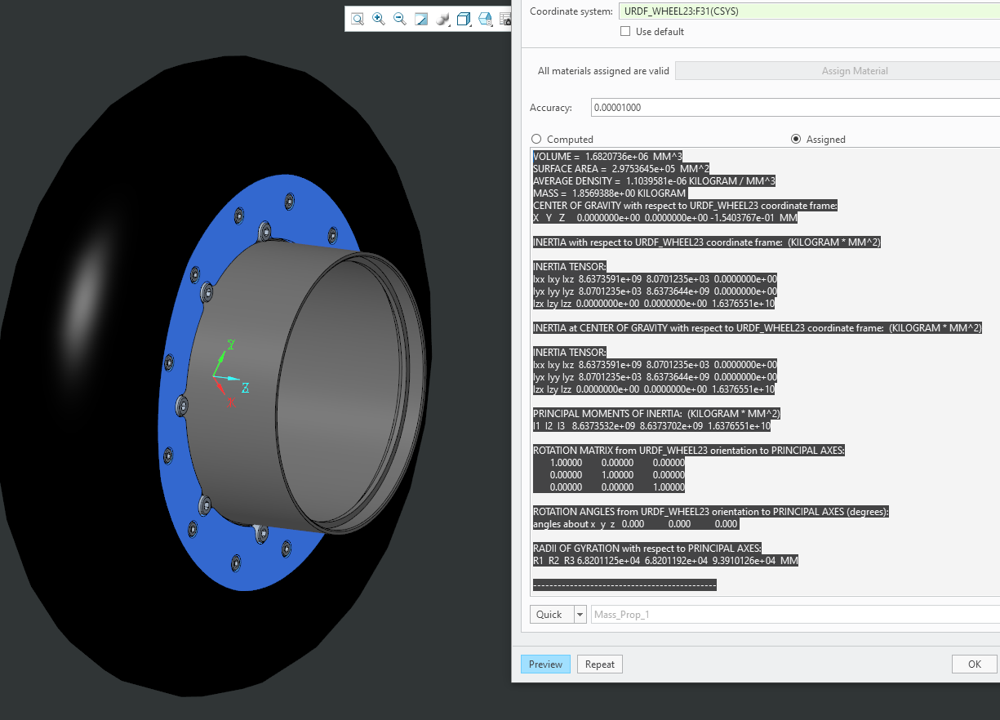 Coordinate system: URDF_WHEEL23:F31(CSYS)
Use default
All materials assigned are valid Assign Material
Accuracy: 0.00001000
Computed Assigned
VOLUME = 1.6820736e+06 MM^3
SURFACE AREA = 2.9753645e+05 MM^2
AVERAGE DENSITY = 1.1039581e-06 KILOGRAM / MM^3
MASS = 1.8569388e+00 KILOGRAM
CENTER OF GRAVITY with respect to URDF_WHEEL23 coordinate frame:
X Y Z 0.0000000e+00 0.0000000e+00 -1.5403767e-01 MM
INERTIA with respect to URDF_WHEEL23 coordinate frame: (KILOGRAM * MM^2)
INERTIA TENSOR:
Ixx Ixy Ixz 8.6373591e+09 8.0701235e+03 0.0000000e+00
Iyx Iyy Iyz 8.0701235e+03 8.6373644e+09 0.0000000e+00
Izx Izy Izz 0.0000000e+00 0.0000000e+00 1.6376551e+10
INERTIA at CENTER OF GRAVITY with respect to URDF_WHEEL23 coordinate frame: (KILOGRAM * MM^2)
INERTIA TENSOR:
Ixx Ixy Ixz 8.6373591e+09 8.0701235e+03 0.0000000e+00
Iyx Iyy Iyz 8.0701235e+03 8.6373644e+09 0.0000000e+00
Izx Izy Izz 0.0000000e+00 0.0000000e+00 1.6376551e+10
PRINCIPAL MOMENTS OF INERTIA: (KILOGRAM * MM^2)
I1 I2 I3 8.6373532e+09 8.6373702e+09 1.6376551e+10
ROTATION MATRIX from URDF_WHEEL23 orientation to PRINCIPAL AXES:
1.00000 0.00000 0.00000
0.00000 1.00000 0.00000
0.00000 0.00000 1.00000
ROTATION ANGLES from URDF_WHEEL23 orientation to PRINCIPAL AXES (degrees):
angles about x y z 0.000 0.000 0.000
RADII OF GYRATION with respect to PRINCIPAL AXES:
R1 R2 R3 6.8201125e+04 6.8201192e+04 9.3910126e+04 MM
---------------------------------------------
Quick Mass_Prop_1
Preview Repeat OK
Y
Z
X